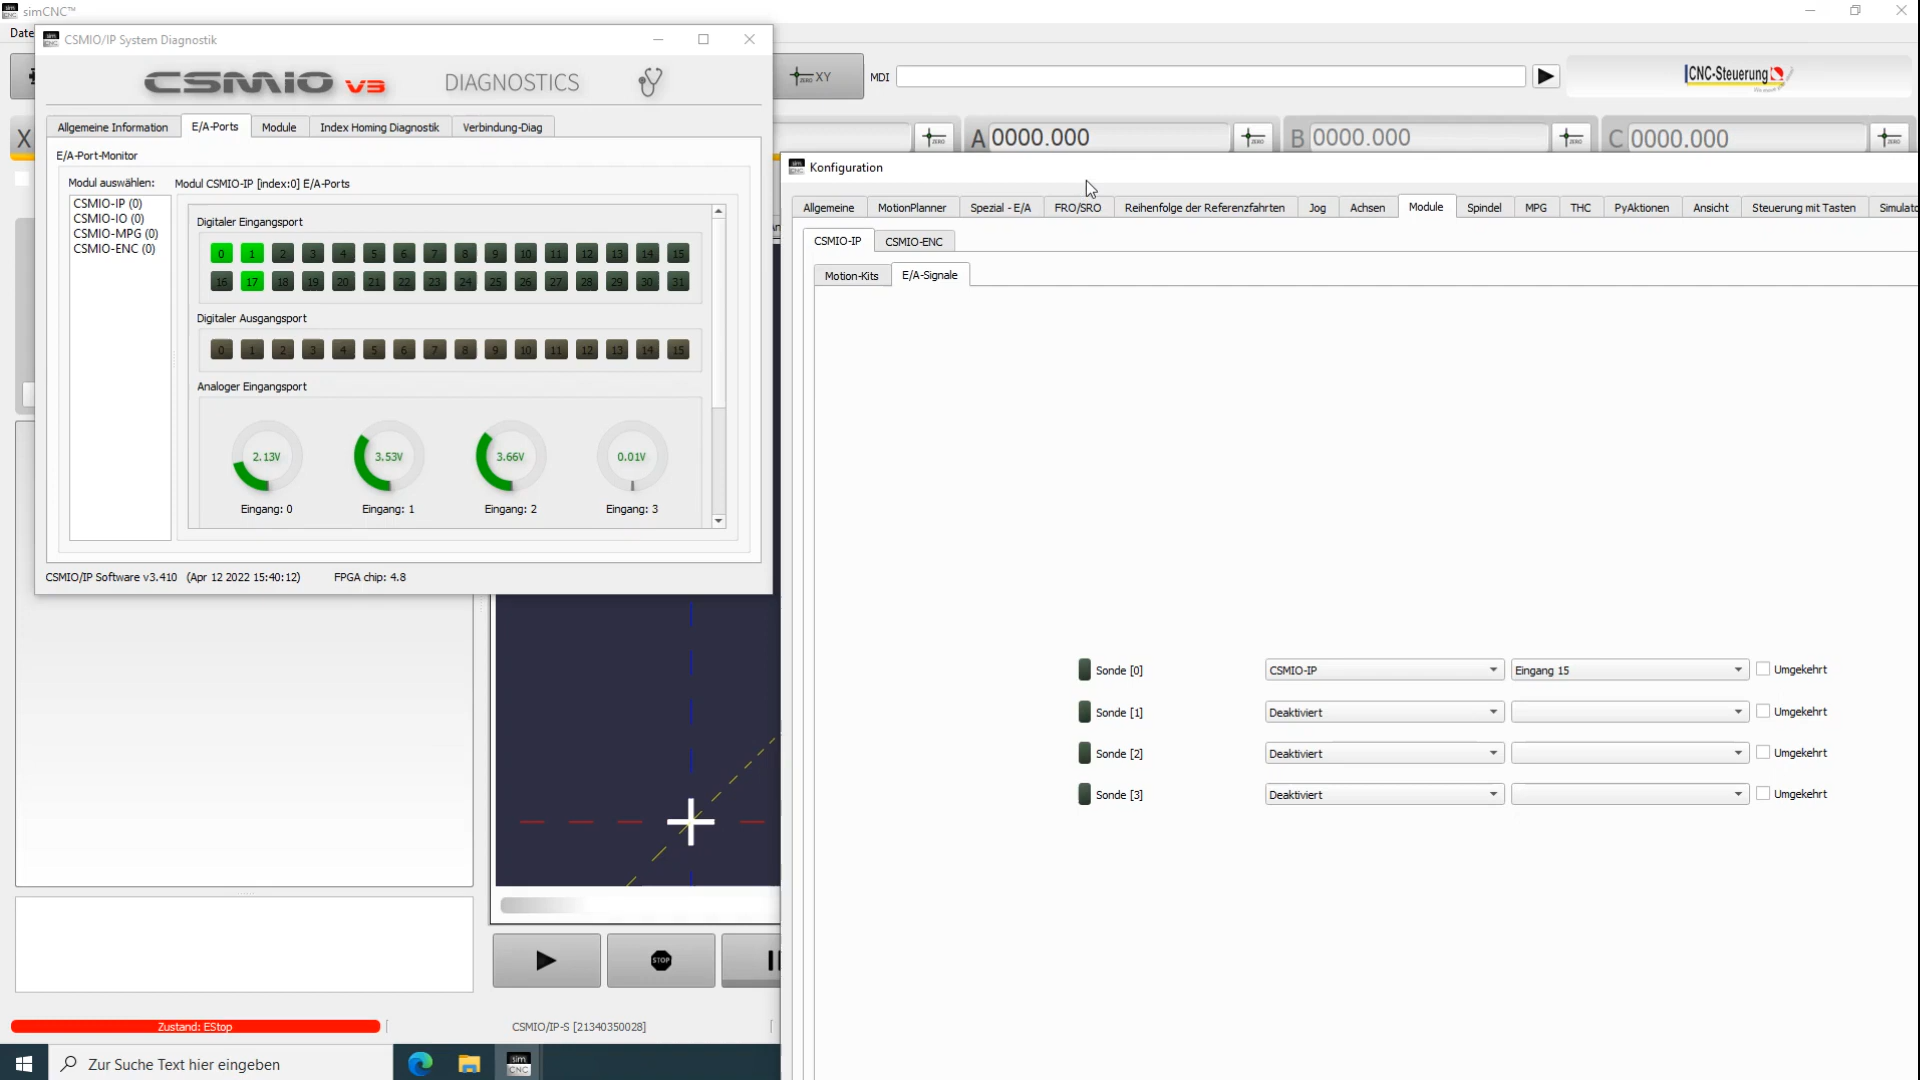 simCNC™
Date
CSMIO/IP System Diagnostik
CSMIO V3 DIAGNOSTICS
Allgemeine Information E/A-Ports Module Index Homing Diagnostik Verbindung-Diag
E/A-Port-Monitor
Modul auswählen: Modul CSMIO-IP [index:0] E/A-Ports
CSMIO-IP (0)
CSMIO-IO (0)
CSMIO-MPG (0)
CSMIO-ENC (0)
Digitaler Eingangsport
0 1 2 3 4 5 6 7 8 9 10 11 12 13 14 15
16 17 18 19 20 21 22 23 24 25 26 27 28 29 30 31
Digitaler Ausgangsport
0 1 2 3 4 5 6 7 8 9 10 11 12 13 14 15
Analoger Eingangsport
2.13V 3.53V 3.66V 0.01V
Eingang: 0 Eingang: 1 Eingang: 2 Eingang: 3
CSMIO/IP Software v3.410 (Apr 12 2022 15:40:12) FPGA chip: 4.8
ZERO XY MDI CNC-Steuerung
X A 0000.000 B 0000.000 C 0000.000
Konfiguration
Allgemeine MotionPlanner Spezial - E/A FRO/SRO Reihenfolge der Referenzfahrten Jog Achsen Module Spindel MPG THC PyAktionen Ansicht Steuerung mit Tasten Simulato
CSMIO-IP CSMIO-ENC
Motion-Kits E/A-Signale
Sonde [0] CSMIO-IP Eingang 15 Umgekehrt
Sonde [1] Deaktiviert Umgekehrt
Sonde [2] Deaktiviert Umgekehrt
Sonde [3] Deaktiviert Umgekehrt
STOP
Zustand: EStop CSMIO/IP-S [21340350028]
Zur Suche Text hier eingeben
sim CNC